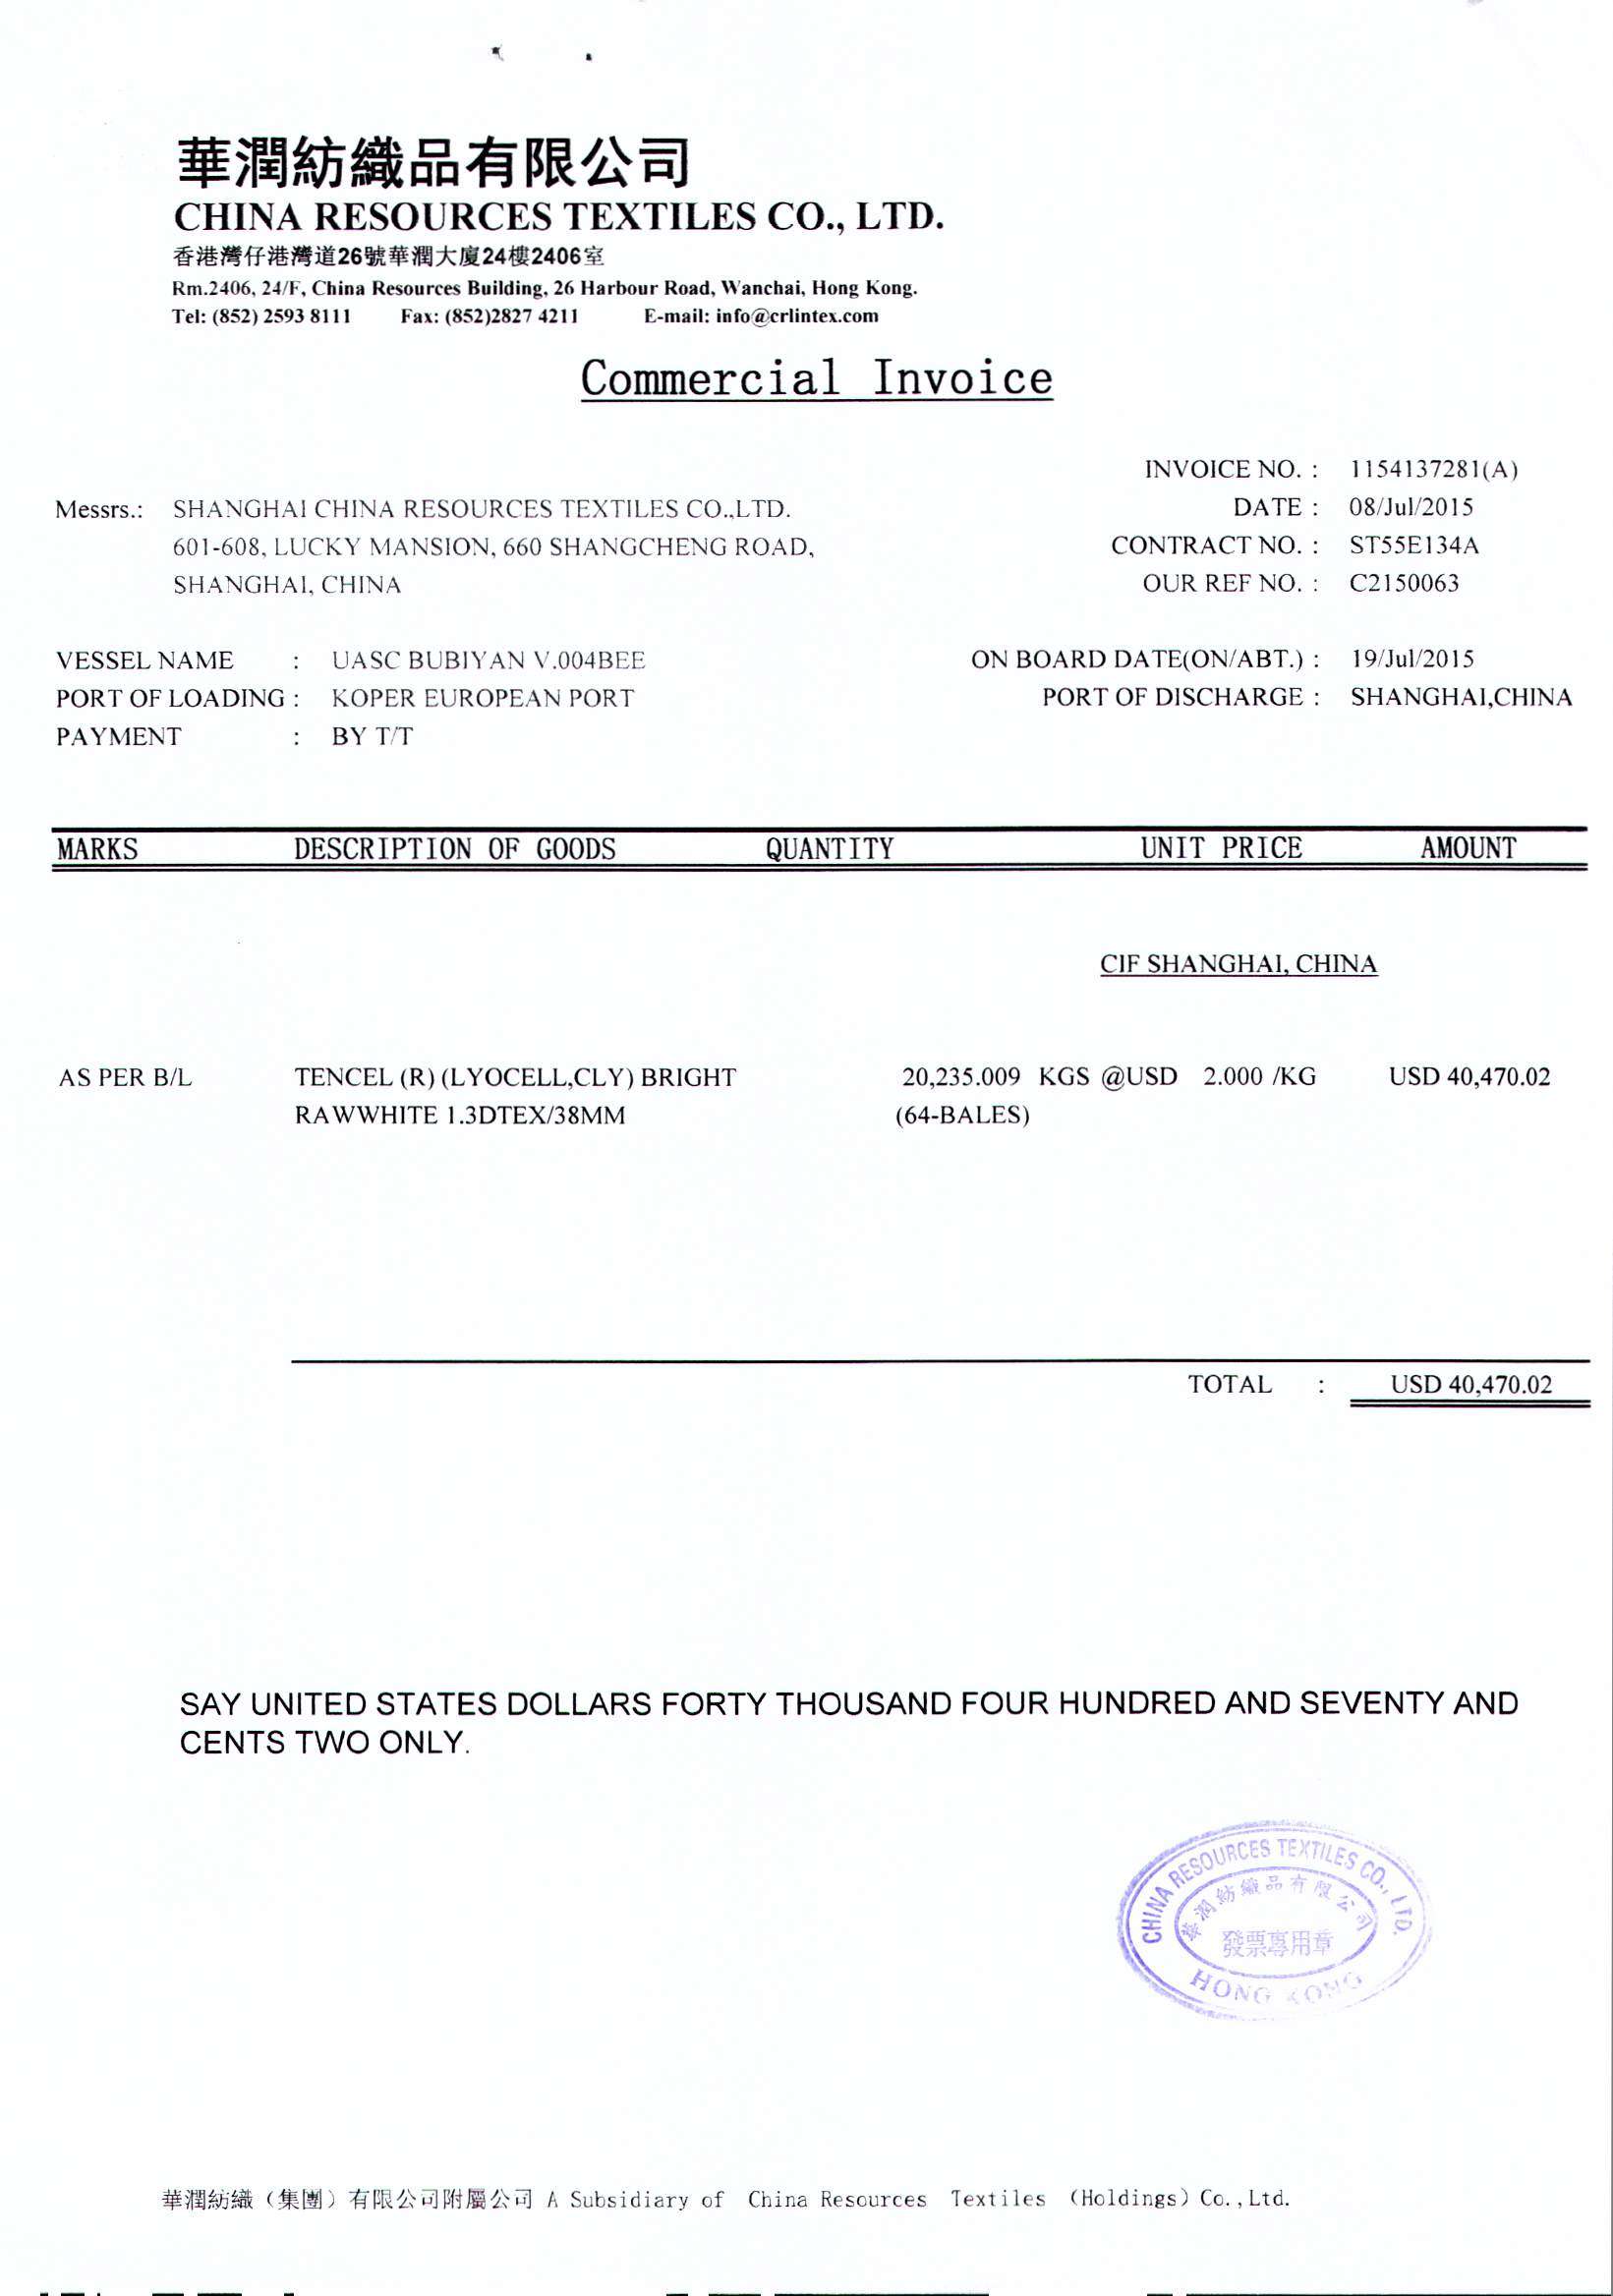 華潤紡織品有限公司
CHINA RESOURCES TEXTILES CO., LTD.
香港灣仔港灣道26號華潤大廈24樓2406室
Rm.2406, 24/F, China Resources Building, 26 Harbour Road, Wanchai, Hong Kong.
Tel: (852) 2593 8111 Fax: (852)2827 4211 E-mail: info@crlintex.com
Commercial Invoice
INVOICE NO. : 1154137281(A)
Messrs.: SHANGHAI CHINA RESOURCES TEXTILES CO.,LTD. DATE : 08/Jul/2015
601-608, LUCKY MANSION, 660 SHANGCHENG ROAD, CONTRACT NO. : ST55E134A
SHANGHAI, CHINA OUR REF NO. : C2150063
VESSEL NAME : UASC BUBIYAN V.004BEE ON BOARD DATE(ON/ABT.) : 19/Jul/2015
PORT OF LOADING : KOPER EUROPEAN PORT PORT OF DISCHARGE : SHANGHAI,CHINA
PAYMENT : BY T/T
MARKS DESCRIPTION OF GOODS QUANTITY UNIT PRICE AMOUNT
CIF SHANGHAI, CHINA
AS PER B/L TENCEL (R) (LYOCELL,CLY) BRIGHT 20,235.009 KGS @USD 2.000 /KG USD 40,470.02
RAWWHITE 1.3DTEX/38MM (64-BALES)
TOTAL : USD 40,470.02
SAY UNITED STATES DOLLARS FORTY THOUSAND FOUR HUNDRED AND SEVENTY AND
CENTS TWO ONLY.
CHINA RESOURCES TEXTILES CO., LTD.
華潤紡織品有限公司
發票專用章
HONG KONG
華潤紡織（集團）有限公司附屬公司 A Subsidiary of China Resources Textiles (Holdings) Co.,Ltd.